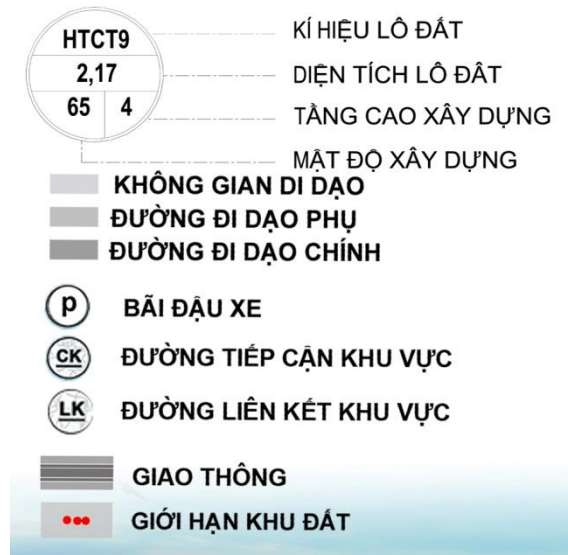 HTCT9
KÍ HIỆU LÔ ĐẤT
2,17
DIỆN TÍCH LÔ ĐÂT
65 4
TẦNG CAO XÂY DỰNG
MẬT ĐỘ XÂY DỰNG
KHÔNG GIAN DI DẠO
ĐƯỜNG ĐI DẠO PHỤ
ĐƯỜNG ĐI DẠO CHÍNH
p BÃI ĐẬU XE
CK ĐƯỜNG TIẾP CẬN KHU VỰC
LK ĐƯỜNG LIÊN KẾT KHU VỰC
GIAO THÔNG
GIỚI HẠN KHU ĐẤT